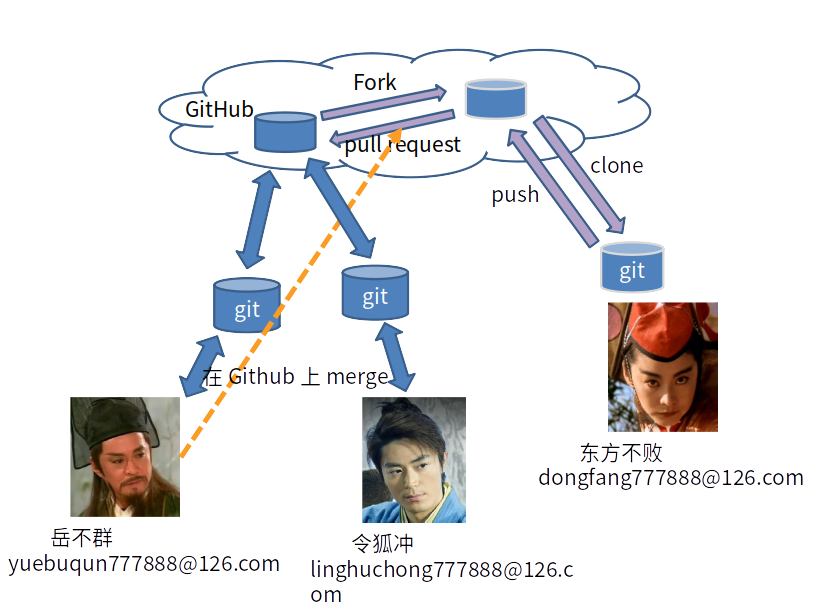 Fork
GitHub
pull request
clone
push
git
git
git
在 Github 上 merge
东方不败
dongfang777888@126.com
岳不群
yuebuqun777888@126.com
令狐冲
linghuchong777888@126.c
om